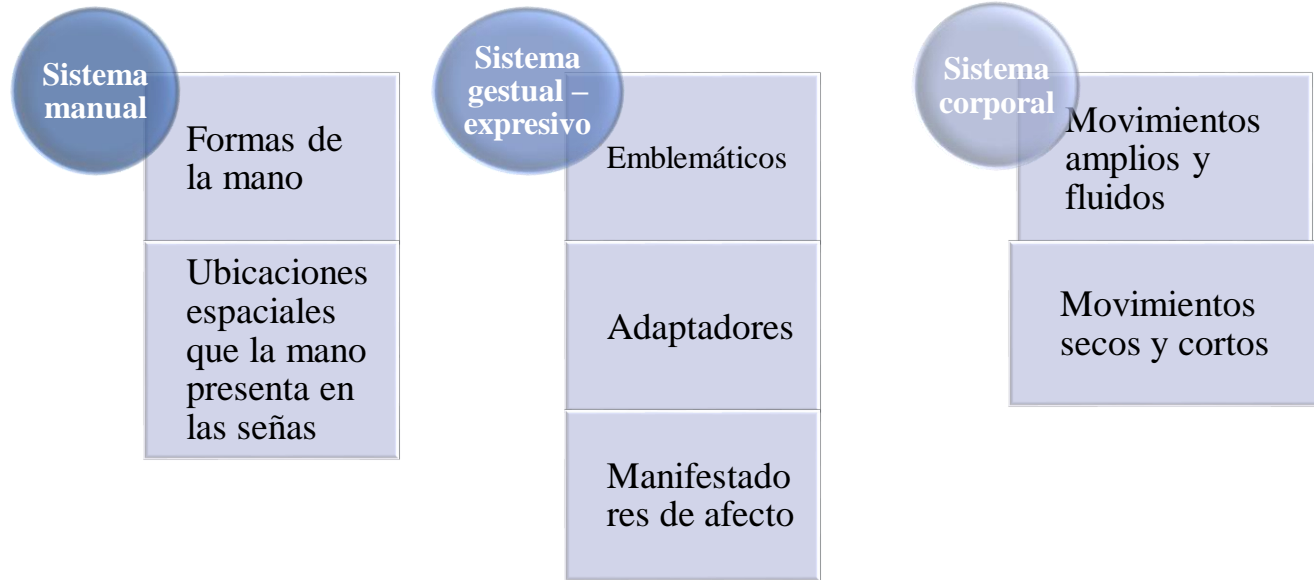 Sistema
manual
Formas de
la mano
Ubicaciones
espaciales
que la mano
presenta en
las señas
Sistema
gestual –
expresivo
Emblemáticos
Adaptadores
Manifestado
res de afecto
Sistema
corporal
Movimientos
amplios y
fluidos
Movimientos
secos y cortos